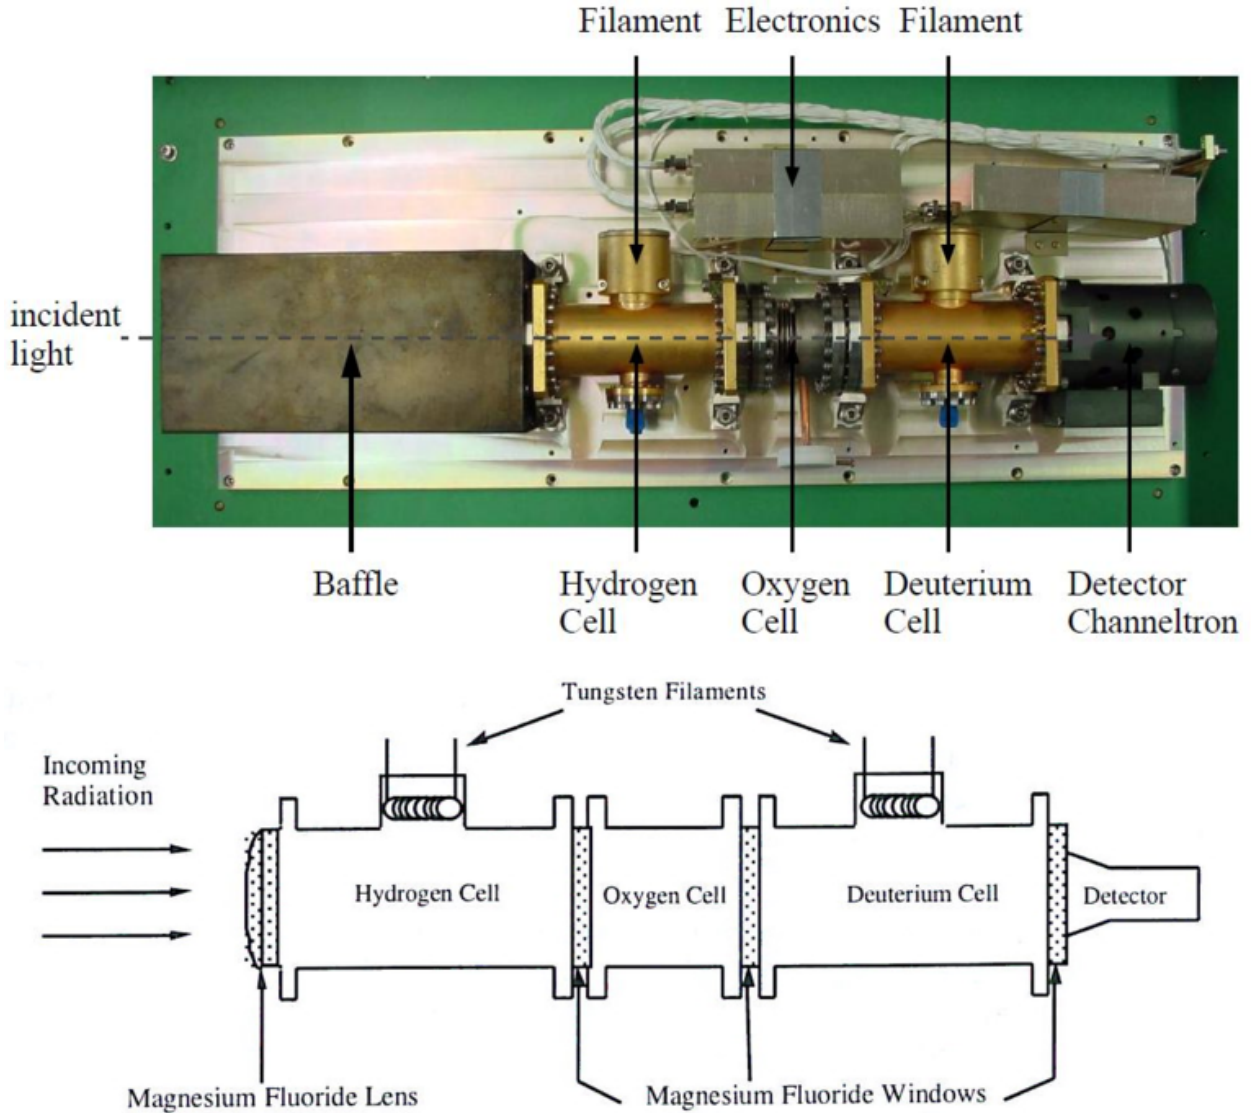 Filament Electronics Filament
incident
light
Baffle
Hydrogen
Cell
Oxygen
Cell
Deuterium
Cell
Detector
Channeltron
Tungsten Filaments
Incoming
Radiation
Hydrogen Cell
Oxygen Cell
Deuterium Cell
Detector
Magnesium Fluoride Lens
Magnesium Fluoride Windows